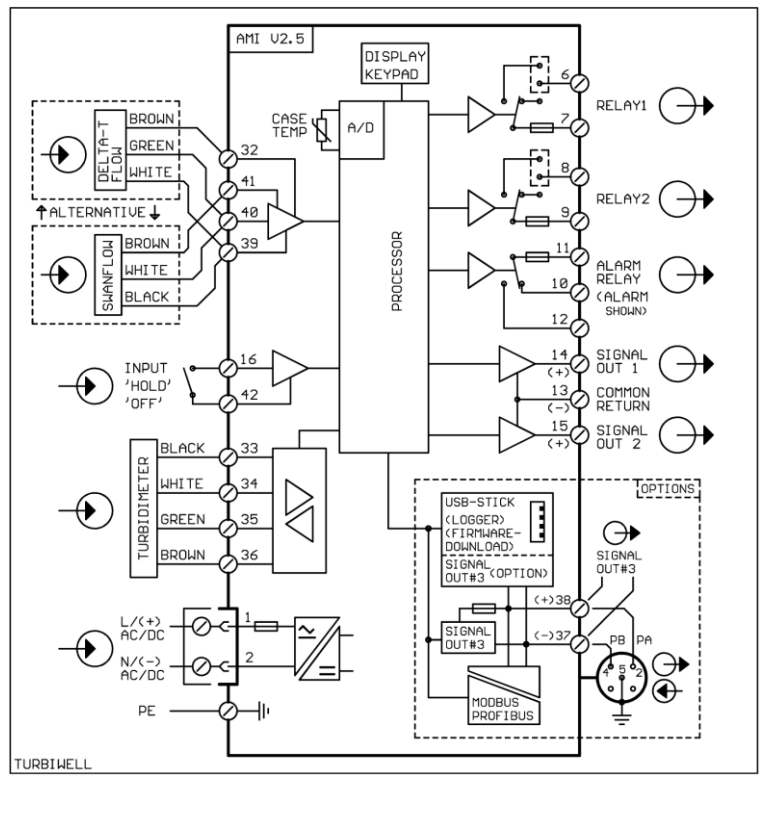 AMI V2.5
DISPLAY
KEYPAD
CASE
TEMP
A/D
PROCESSOR
DELTA-T
FLOW
BROWN
GREEN
WHITE
32
41
40
39
ALTERNATIVE
SWANFLOW
BROWN
WHITE
BLACK
INPUT
'HOLD'
'OFF'
16
42
TURBIDIMETER
BLACK
WHITE
GREEN
BROWN
33
34
35
36
L/(+)
AC/DC
N/(-)
AC/DC
1
2
PE
6
7
RELAY1
8
9
RELAY2
11
10
12
ALARM
RELAY
(ALARM
SHOWN)
14
(+)
SIGNAL
OUT 1
13
(-)
COMMON
RETURN
15
(+)
SIGNAL
OUT 2
OPTIONS
USB-STICK
(LOGGER)
(FIRMWARE-
DOWNLOAD)
SIGNAL
OUT#3 (OPTION)
SIGNAL
OUT#3
(+)38
SIGNAL
OUT#3
(-)37
PB PA
4 5 2
MODBUS
PROFIBUS
TURBIWELL